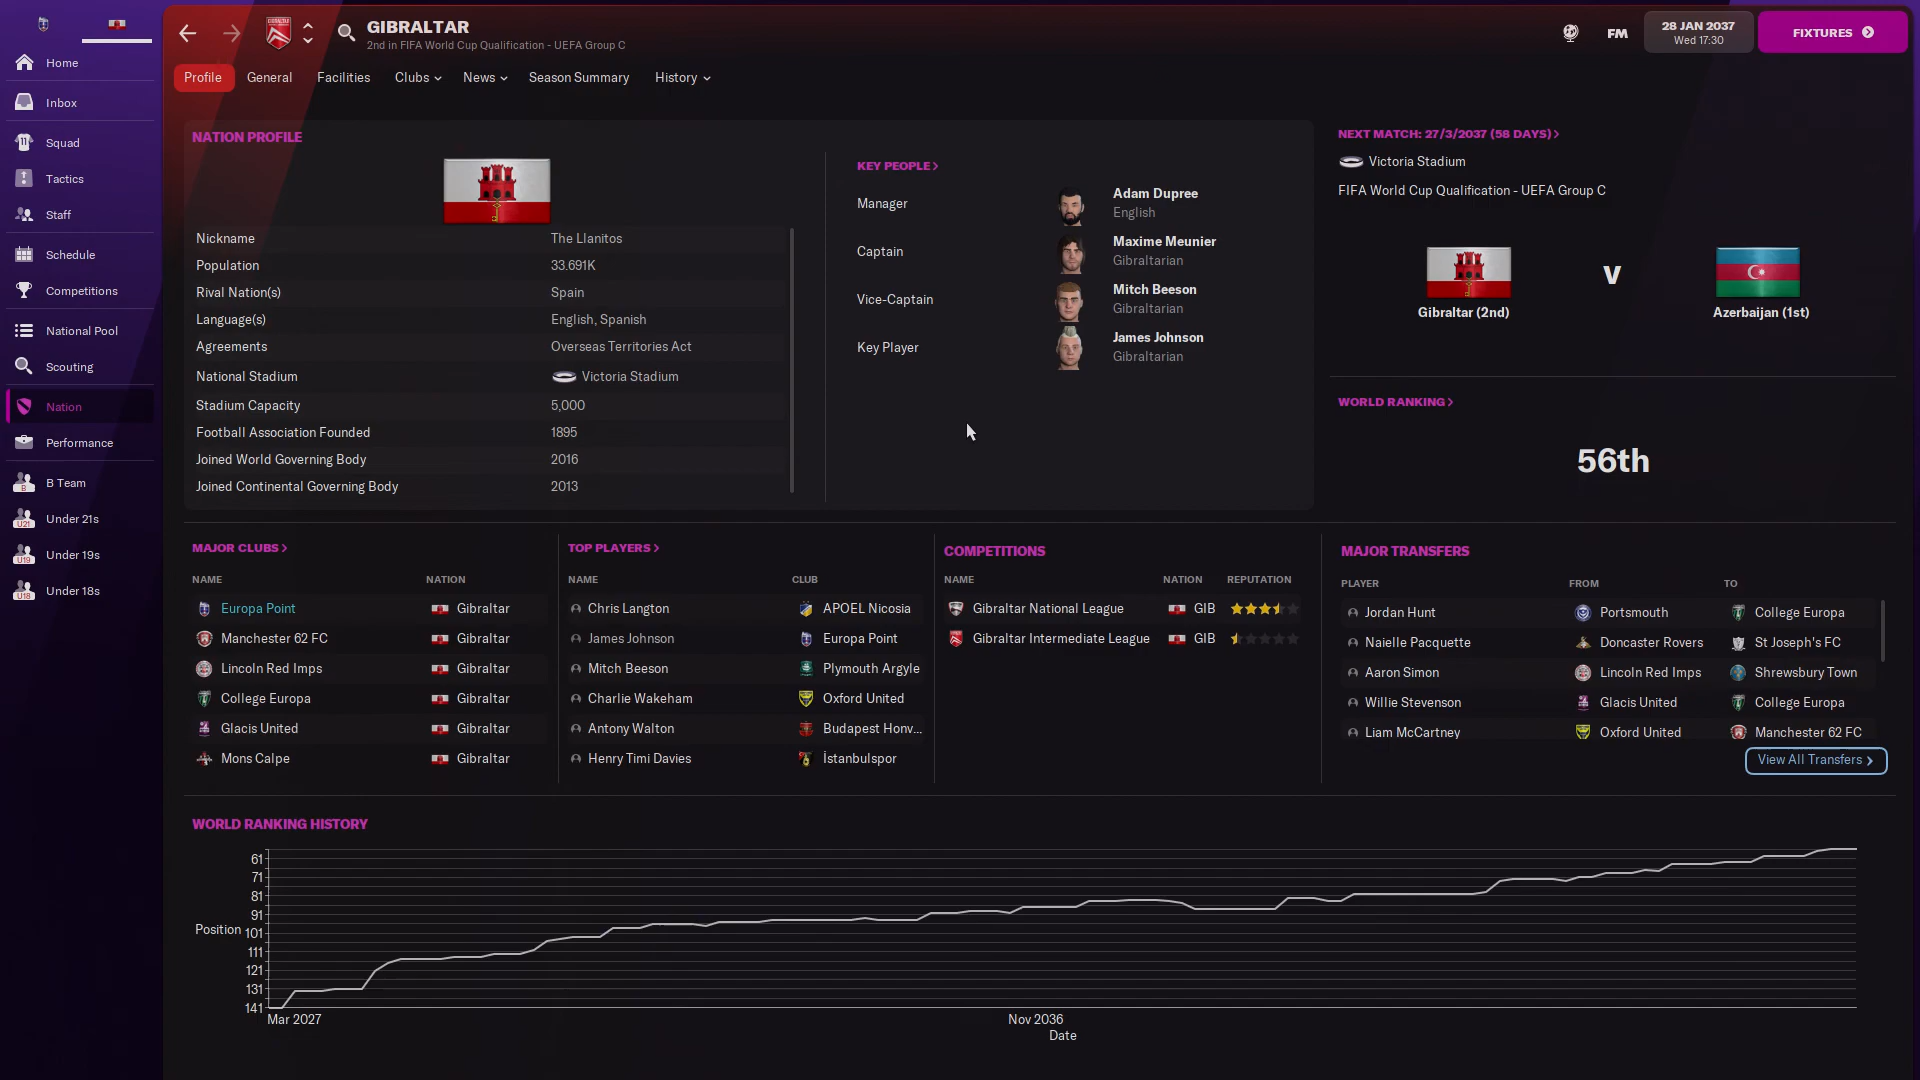 GIBRALTAR
2nd in FIFA World Cup Qualification - UEFA Group C
FM
28 JAN 2037
Wed 17:30
FIXTURES
Home
Inbox
Squad
Tactics
Staff
Schedule
Competitions
National Pool
Scouting
Nation
Performance
B Team
Under 21s
Under 19s
Under 18s
Profile General Facilities Clubs News Season Summary History
NATION PROFILE
Nickname The Llanitos
Population 33.691K
Rival Nation(s) Spain
Language(s) English, Spanish
Agreements Overseas Territories Act
National Stadium Victoria Stadium
Stadium Capacity 5,000
Football Association Founded 1895
Joined World Governing Body 2016
Joined Continental Governing Body 2013
KEY PEOPLE
Manager Adam Dupree
English
Captain Maxime Meunier
Gibraltarian
Vice-Captain Mitch Beeson
Gibraltarian
Key Player James Johnson
Gibraltarian
NEXT MATCH: 27/3/2037 (58 DAYS)
Victoria Stadium
FIFA World Cup Qualification - UEFA Group C
V
Gibraltar (2nd) Azerbaijan (1st)
WORLD RANKING
56th
MAJOR CLUBS
NAME NATION
Europa Point Gibraltar
Manchester 62 FC Gibraltar
Lincoln Red Imps Gibraltar
College Europa Gibraltar
Glacis United Gibraltar
Mons Calpe Gibraltar
TOP PLAYERS
NAME CLUB
Chris Langton APOEL Nicosia
James Johnson Europa Point
Mitch Beeson Plymouth Argyle
Charlie Wakeham Oxford United
Antony Walton Budapest Honv...
Henry Timi Davies İstanbulspor
COMPETITIONS
NAME NATION REPUTATION
Gibraltar National League GIB
Gibraltar Intermediate League GIB
MAJOR TRANSFERS
PLAYER FROM TO
Jordan Hunt Portsmouth College Europa
Naielle Pacquette Doncaster Rovers St Joseph's FC
Aaron Simon Lincoln Red Imps Shrewsbury Town
Willie Stevenson Glacis United College Europa
Liam McCartney Oxford United Manchester 62 FC
View All Transfers
WORLD RANKING HISTORY
61
71
81
91
Position 101
111
121
131
141
Mar 2027 Nov 2036
Date